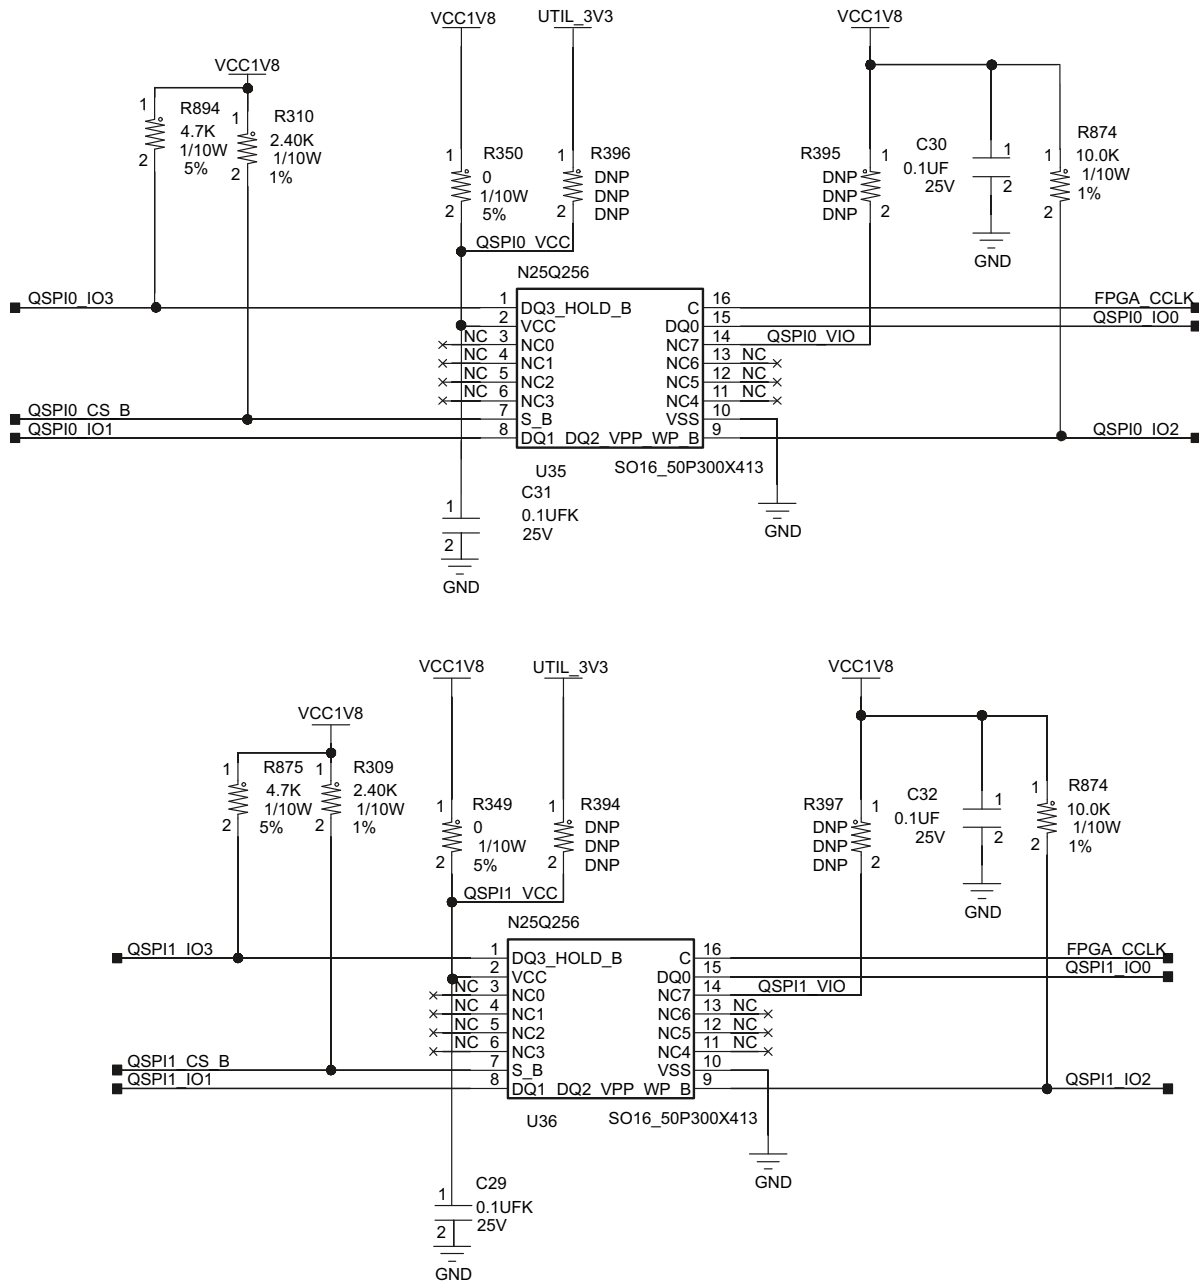 VCC1V8
UTIL_3V3
VCC1V8
VCC1V8
1
R894
4.7K
1/10W
5%
2
1
R310
2.40K
1/10W
1%
2
1
R350
0
1/10W
5%
2
1
R396
DNP
DNP
DNP
R395
DNP
DNP
DNP
1
2
C30
0.1UF
25V
1
2
GND
R874
10.0K
1/10W
1%
1
2
QSPI0_VCC
N25Q256
QSPI0_IO3
1 DQ3_HOLD_B
2 VCC
NC 3 NC0
NC 4 NC1
NC 5 NC2
NC 6 NC3
QSPI0_CS_B
7 S_B
QSPI0_IO1
8 DQ1 DQ2_VPP_WP_B
C 16
FPGA_CCLK
DQ0 15
QSPI0_IO0
NC7 14
QSPI0_VIO
NC6 13 NC
NC5 12 NC
NC4 11 NC
VSS 10
9
QSPI0_IO2
U35
SO16_50P300X413
C31
0.1UFK
25V
1
2
GND
GND
VCC1V8
UTIL_3V3
VCC1V8
VCC1V8
1
R875
4.7K
1/10W
5%
2
1
R309
2.40K
1/10W
1%
2
1
R349
0
1/10W
5%
2
1
R394
DNP
DNP
DNP
2
R397
DNP
DNP
DNP
1
2
C32
0.1UF
25V
1
2
GND
R874
10.0K
1/10W
1%
1
2
QSPI1_VCC
N25Q256
QSPI1_IO3
1 DQ3_HOLD_B
2 VCC
NC 3 NC0
NC 4 NC1
NC 5 NC2
NC 6 NC3
QSPI1_CS_B
7 S_B
QSPI1_IO1
8 DQ1 DQ2_VPP_WP_B
C 16
FPGA_CCLK
DQ0 15
QSPI1_IO0
NC7 14
QSPI1_VIO
NC6 13 NC
NC5 12 NC
NC4 11 NC
VSS 10
9
QSPI1_IO2
U36
SO16_50P300X413
GND
C29
0.1UFK
25V
1
2
GND